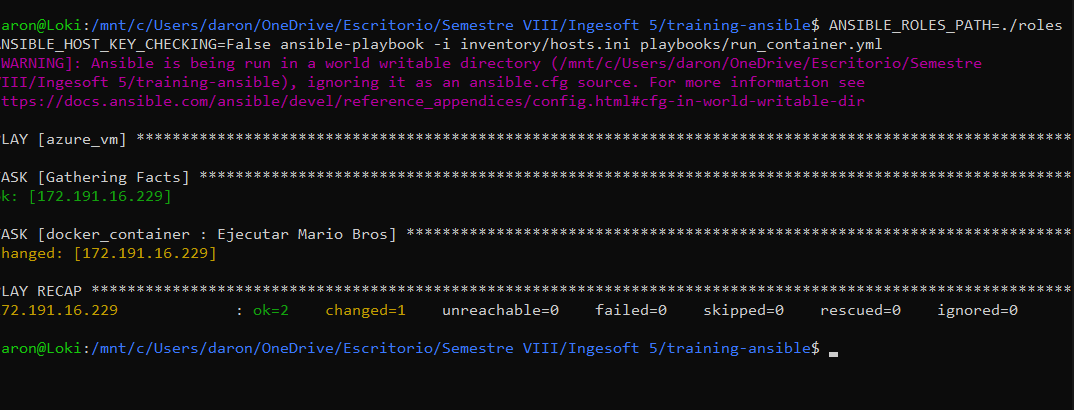 aron@Loki:/mnt/c/Users/daron/OneDrive/Escritorio/Semestre VIII/Ingesoft 5/training-ansible$ ANSIBLE_ROLES_PATH=./roles
ANSIBLE_HOST_KEY_CHECKING=False ansible-playbook -i inventory/hosts.ini playbooks/run_container.yml
WARNING]: Ansible is being run in a world writable directory (/mnt/c/Users/daron/OneDrive/Escritorio/Semestre
VIII/Ingesoft 5/training-ansible), ignoring it as an ansible.cfg source. For more information see
ttps://docs.ansible.com/ansible/devel/reference_appendices/config.html#cfg-in-world-writable-dir
LAY [azure_vm] ********************************************************************************************************
ASK [Gathering Facts] *************************************************************************************************
k: [172.191.16.229]
ASK [docker_container : Ejecutar Mario Bros] **************************************************************************
hanged: [172.191.16.229]
LAY RECAP *************************************************************************************************************
72.191.16.229             : ok=2    changed=1    unreachable=0    failed=0    skipped=0    rescued=0    ignored=0
aron@Loki:/mnt/c/Users/daron/OneDrive/Escritorio/Semestre VIII/Ingesoft 5/training-ansible$